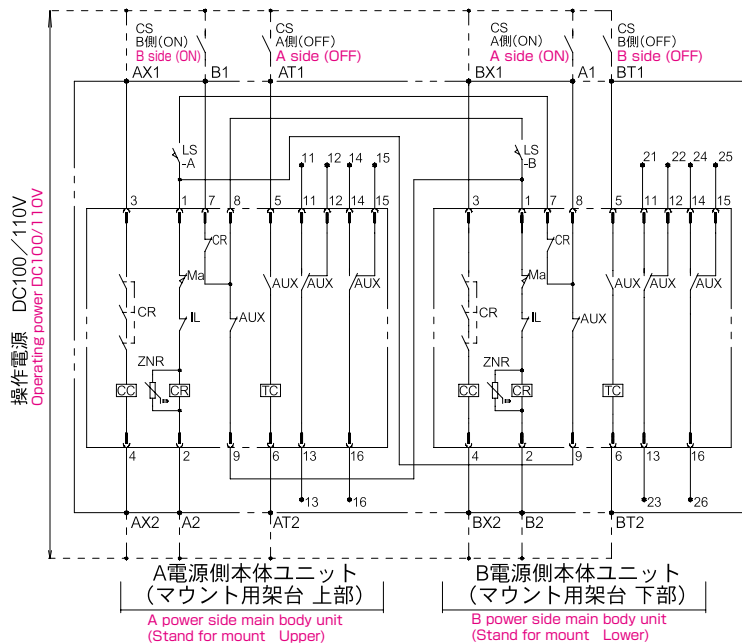 CS
B側(ON)
B side (ON)
CS
A側(OFF)
A side (OFF)
CS
A側(ON)
A side (ON)
CS
B側(OFF)
B side (OFF)
AX1 B1 AT1 BX1 A1 BT1
LS
-A
LS
-B
11 12 14 15
21 22 24 25
3 1 7 8 5 11 12 14 15
3 1 7 8 5 11 12 14 15
CR
CR
Ma AUX AUX AUX
Ma AUX AUX AUX
CR IL AUX
CR IL AUX
ZNR
ZNR
CC CR TC
CC CR TC
4 2 9 6 13 16
4 2 9 6 13 16
13 16
23 26
AX2 A2 AT2 BX2 B2 BT2
操作電源 DC100/110V
Operating power DC100/110V
A電源側本体ユニット
(マウント用架台 上部)
A power side main body unit
(Stand for mount Upper)
B電源側本体ユニット
(マウント用架台 下部)
B power side main body unit
(Stand for mount Lower)